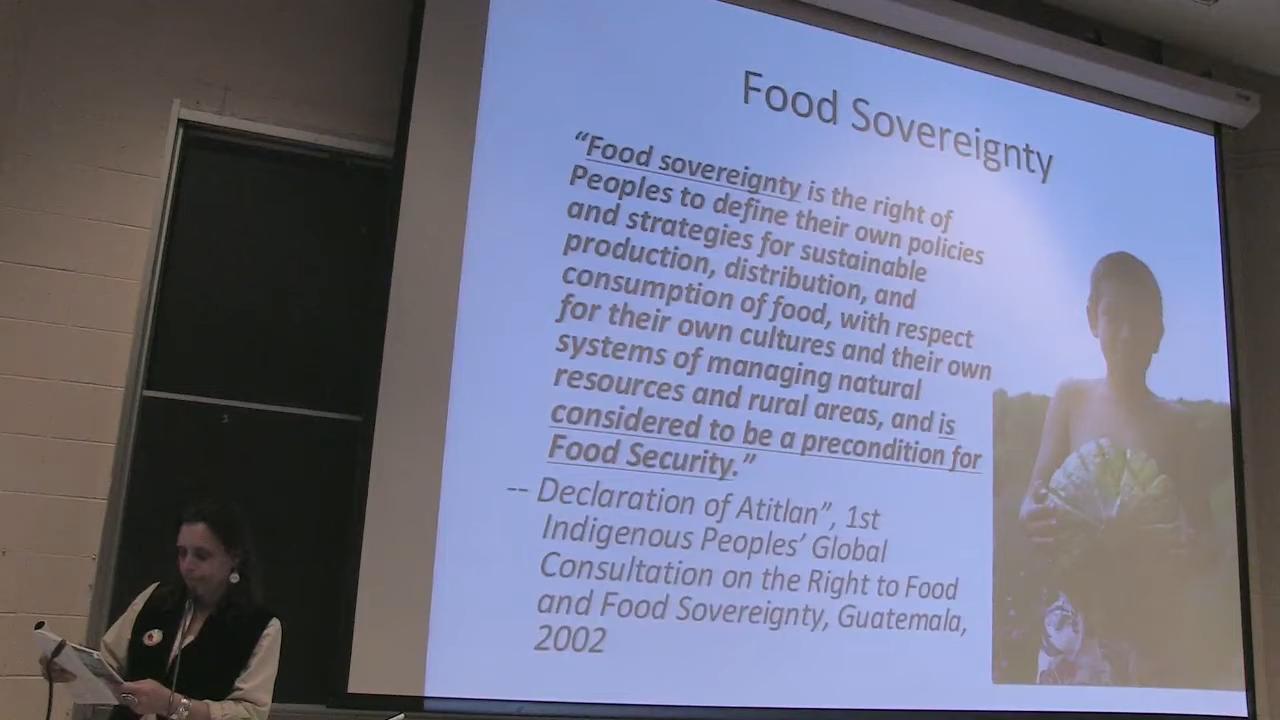 Food Sovereignty
“Food sovereignty is the right of
Peoples to define their own policies
and strategies for sustainable
production, distribution, and
consumption of food, with respect
for their own cultures and their own
systems of managing natural
resources and rural areas, and is
considered to be a precondition for
Food Security.”
-- Declaration of Atitlan”, 1st
Indigenous Peoples’ Global
Consultation on the Right to Food
and Food Sovereignty, Guatemala,
2002